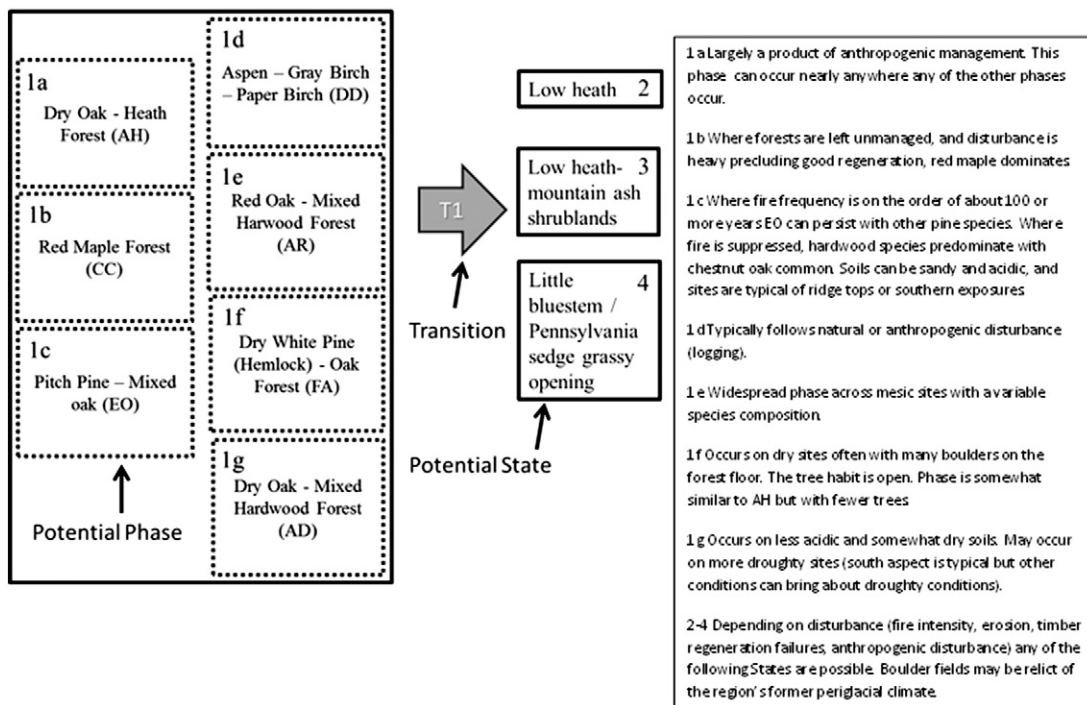 1a
Dry Oak - Heath
Forest (AH)
1b
Red Maple Forest
(CC)
1c
Pitch Pine – Mixed
oak (EO)
Potential Phase
1d
Aspen – Gray Birch
– Paper Birch (DD)
1e
Red Oak - Mixed
Harwood Forest
(AR)
1f
Dry White Pine
(Hemlock) - Oak
Forest (FA)
1g
Dry Oak - Mixed
Hardwood Forest
(AD)
T1
Transition
Low heath 2
Low heath- 3
mountain ash
shrublands
Little 4
bluestem /
Pennsylvania
sedge grassy
opening
Potential State
1a Largely a product of anthropogenic management. This
phase can occur nearly anywhere any of the other phases
occur.
1b Where forests are left unmanaged, and disturbance is
heavy precluding good regeneration, red maple dominates.
1c Where fire frequency is on the order of about 100 or
more years EO can persist with other pine species. Where
fire is suppressed, hardwood species predominate with
chestnut oak common. Soils can be sandy and acidic, and
sites are typical of ridge tops or southern exposures.
1d Typically follows natural or anthropogenic disturbance
(logging).
1e Widespread phase across mesic sites with a variable
species composition.
1f Occurs on dry sites often with many boulders on the
forest floor. The tree habit is open. Phase is somewhat
similar to AH but with fewer trees.
1g Occurs on less acidic and somewhat dry soils. May occur
on more droughty sites (south aspect is typical but other
conditions can bring about droughty conditions).
2-4 Depending on disturbance (fire intensity, erosion, timber
regeneration failures, anthropogenic disturbance) any of the
following States are possible. Boulder fields may be relict of
the region's former periglacial climate.